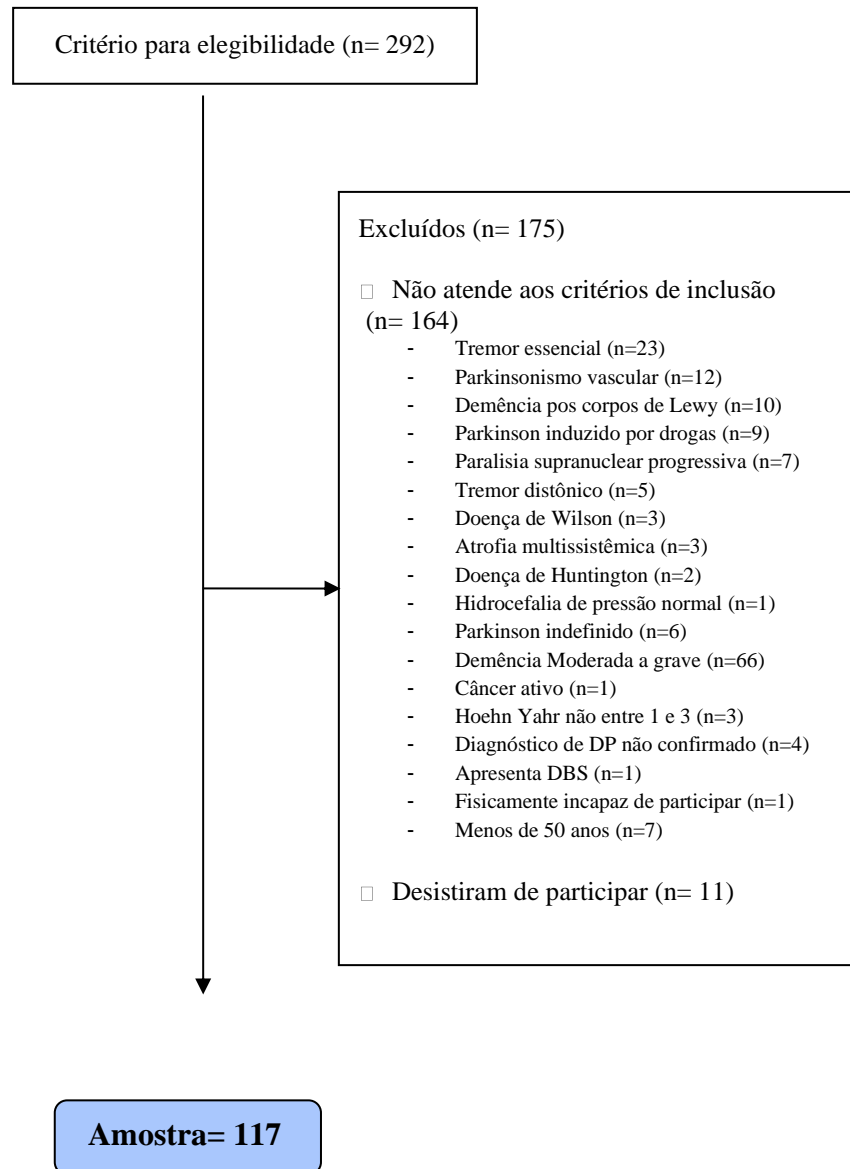 Critério para elegibilidade (n= 292)
Excluídos (n= 175)
Não atende aos critérios de inclusão
(n= 164)
- Tremor essencial (n=23)
- Parkinsonismo vascular (n=12)
- Demência pos corpos de Lewy (n=10)
- Parkinson induzido por drogas (n=9)
- Paralisia supranuclear progressiva (n=7)
- Tremor distônico (n=5)
- Doença de Wilson (n=3)
- Atrofia multissistêmica (n=3)
- Doença de Huntington (n=2)
- Hidrocefalia de pressão normal (n=1)
- Parkinson indefinido (n=6)
- Demência Moderada a grave (n=66)
- Câncer ativo (n=1)
- Hoehn Yahr não entre 1 e 3 (n=3)
- Diagnóstico de DP não confirmado (n=4)
- Apresenta DBS (n=1)
- Fisicamente incapaz de participar (n=1)
- Menos de 50 anos (n=7)
Desistiram de participar (n= 11)
Amostra= 117